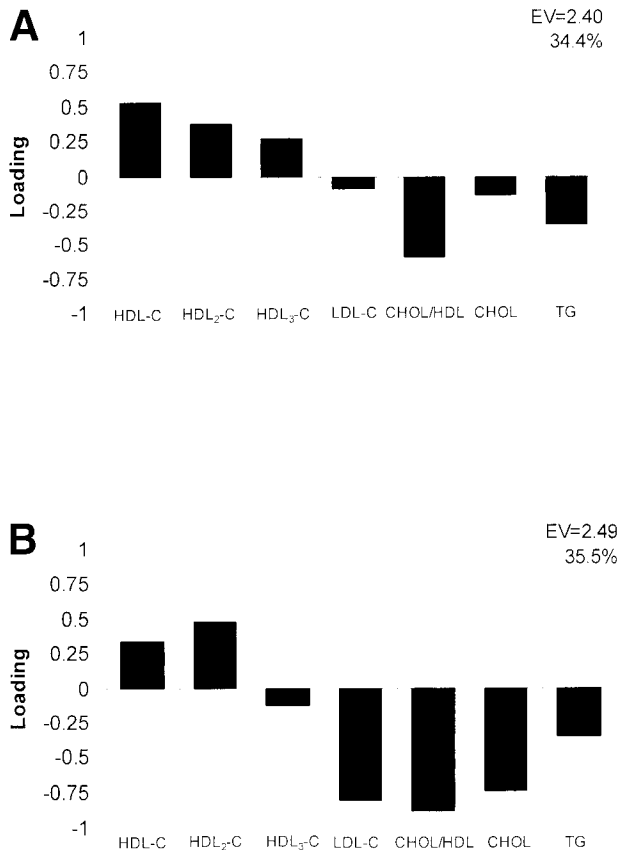 A
EV=2.40
34.4%
1
0.75
0.5
0.25
0
-0.25
-0.5
-0.75
-1
Loading
HDL-C HDL₂-C HDL₃-C LDL-C CHOL/HDL CHOL TG
B
EV=2.49
35.5%
1
0.75
0.5
0.25
0
-0.25
-0.5
-0.75
-1
Loading
HDL-C HDL₂-C HDL₃-C LDL-C CHOL/HDL CHOL TG